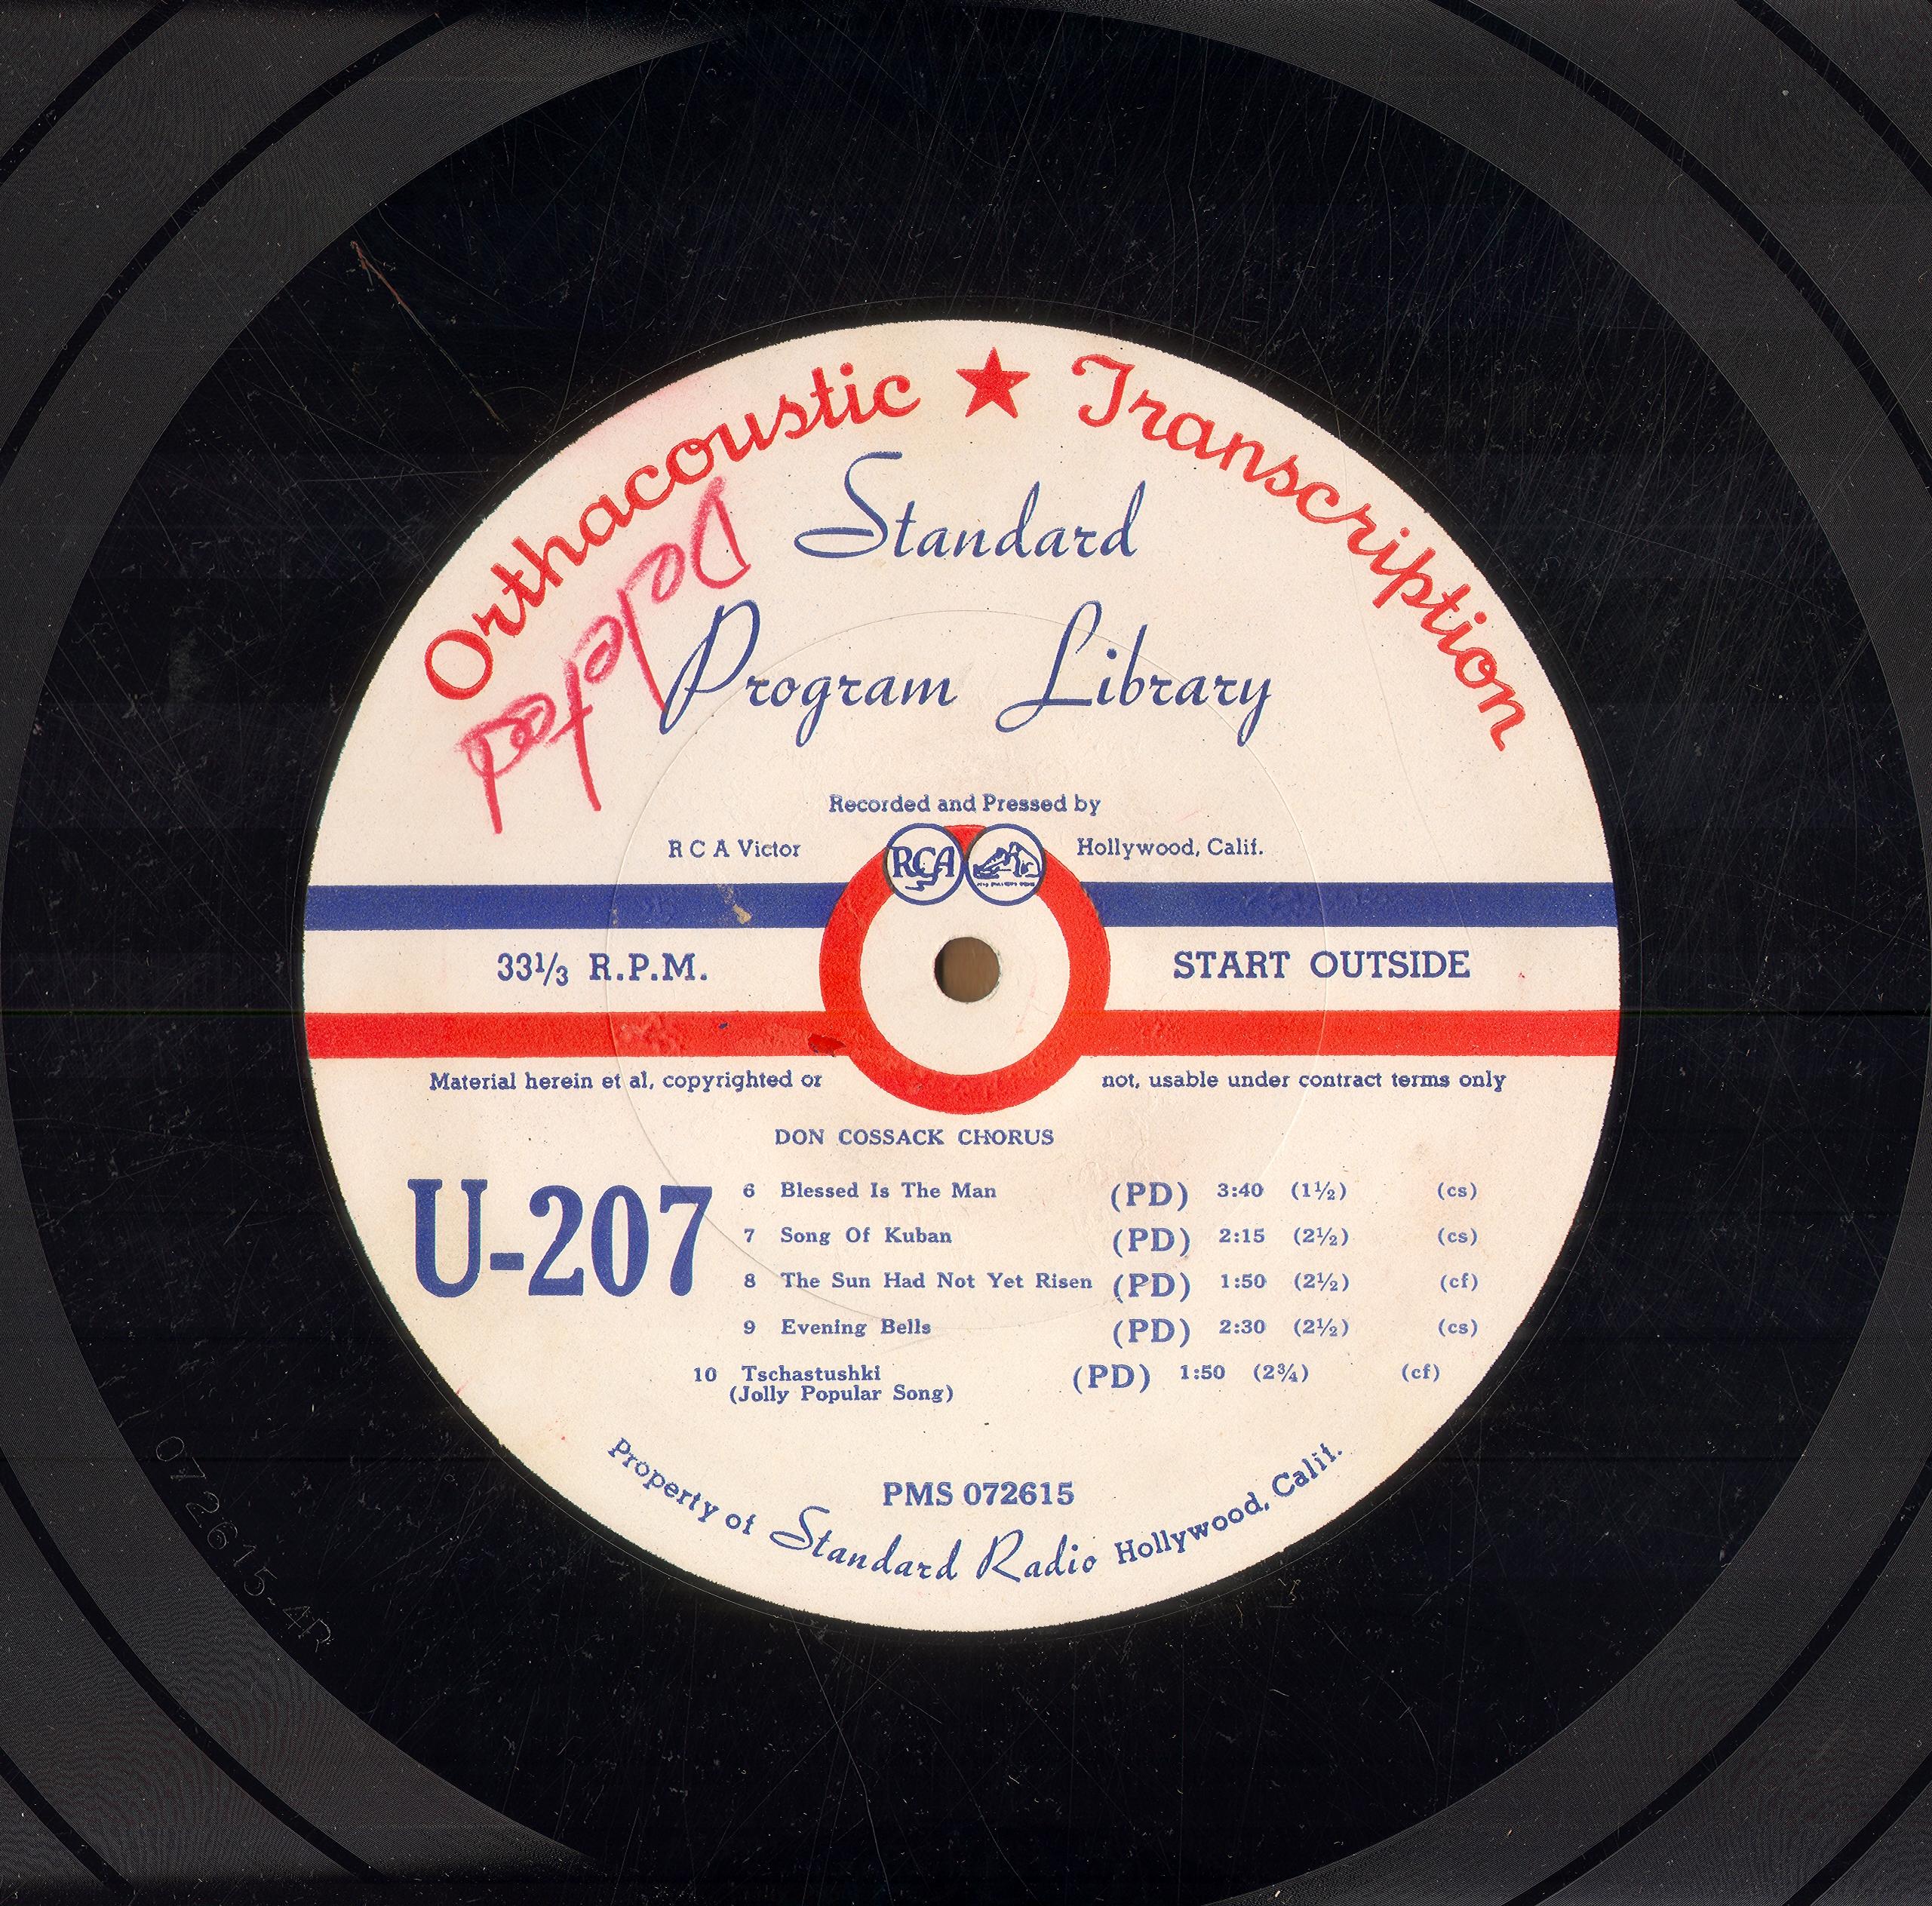 Orthacoustic ★ Transcription
Deleted
Standard
Program Library
Recorded and Pressed by
R C A Victor RCA Hollywood, Calif.
33⅓ R.P.M. START OUTSIDE
Material herein et al, copyrighted or not, usable under contract terms only
DON COSSACK CHORUS
U-207
6 Blessed Is The Man (PD) 3:40 (1½) (cs)
7 Song Of Kuban (PD) 2:15 (2½) (cs)
8 The Sun Had Not Yet Risen (PD) 1:50 (2½) (cf)
9 Evening Bells (PD) 2:30 (2½) (cs)
10 Tschastushki (PD) 1:50 (2¾) (cf)
(Jolly Popular Song)
PMS 072615
Property of Standard Radio Hollywood, Calif.
072615-4R